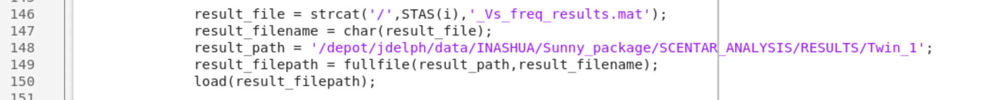 146 result_file = strcat('/',STAS(i),'_Vs_freq_results.mat');
147 result_filename = char(result_file);
148 result_path = '/depot/jdelph/data/INASHUA/Sunny_package/SCENTAR_ANALYSIS/RESULTS/Twin_1';
149 result_filepath = fullfile(result_path,result_filename);
150 load(result_filepath);
151